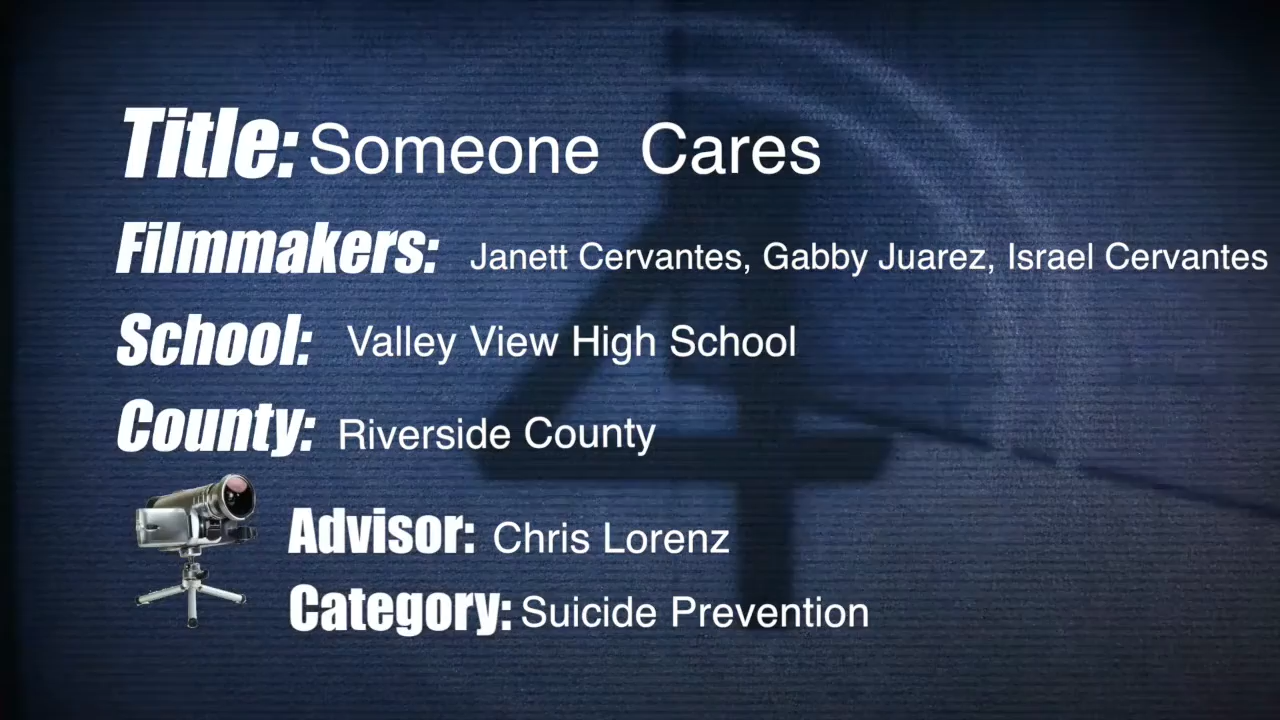 Title: Someone Cares
Filmmakers: Janett Cervantes, Gabby Juarez, Israel Cervantes
School: Valley View High School
County: Riverside County
Advisor: Chris Lorenz
Category: Suicide Prevention
4